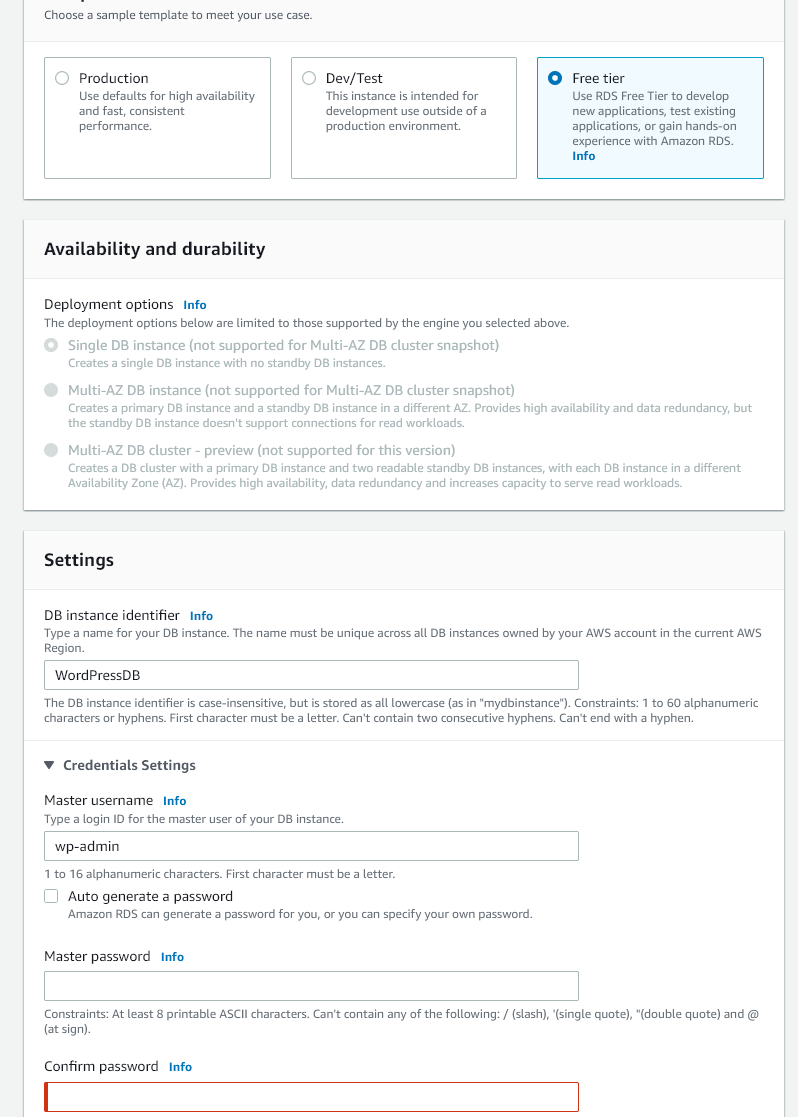 Choose a sample template to meet your use case.
Production
Use defaults for high availability
and fast, consistent
performance.
Dev/Test
This instance is intended for
development use outside of a
production environment.
Free tier
Use RDS Free Tier to develop
new applications, test existing
applications, or gain hands-on
experience with Amazon RDS.
Info
Availability and durability
Deployment options Info
The deployment options below are limited to those supported by the engine you selected above.
Single DB instance (not supported for Multi-AZ DB cluster snapshot)
Creates a single DB instance with no standby DB instances.
Multi-AZ DB instance (not supported for Multi-AZ DB cluster snapshot)
Creates a primary DB instance and a standby DB instance in a different AZ. Provides high availability and data redundancy, but
the standby DB instance doesn't support connections for read workloads.
Multi-AZ DB cluster - preview (not supported for this version)
Creates a DB cluster with a primary DB instance and two readable standby DB instances, with each DB instance in a different
Availability Zone (AZ). Provides high availability, data redundancy and increases capacity to serve read workloads.
Settings
DB instance identifier Info
Type a name for your DB instance. The name must be unique across all DB instances owned by your AWS account in the current AWS
Region.
WordPressDB
The DB instance identifier is case-insensitive, but is stored as all lowercase (as in "mydbinstance"). Constraints: 1 to 60 alphanumeric
characters or hyphens. First character must be a letter. Can't contain two consecutive hyphens. Can't end with a hyphen.
Credentials Settings
Master username Info
Type a login ID for the master user of your DB instance.
wp-admin
1 to 16 alphanumeric characters. First character must be a letter.
Auto generate a password
Amazon RDS can generate a password for you, or you can specify your own password.
Master password Info
Constraints: At least 8 printable ASCII characters. Can't contain any of the following: / (slash), '(single quote), "(double quote) and @
(at sign).
Confirm password Info